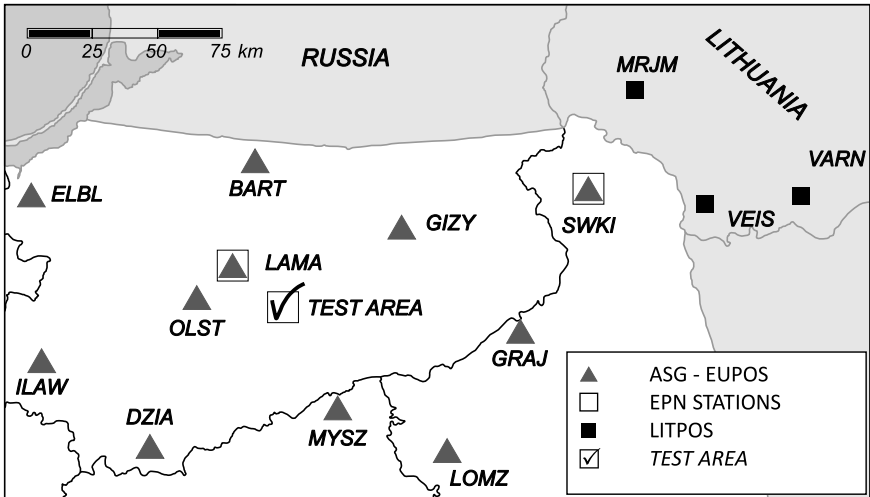 0 25 50 75 km
RUSSIA
LITHUANIA
MRJM
VARN
BART
ELBL
SWKI
VEIS
GIZY
LAMA
TEST AREA
OLST
GRAJ
ILAW
DZIA
MYSZ
LOMZ
ASG - EUPOS
EPN STATIONS
LITPOS
TEST AREA